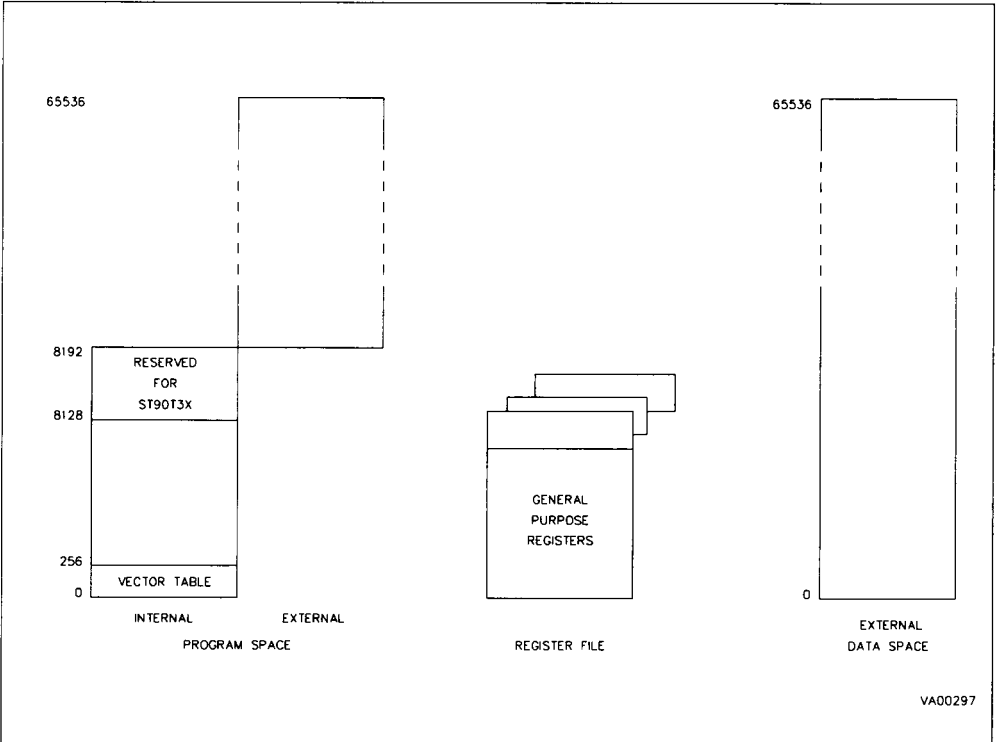 65536
8192
RESERVED
FOR
ST90T3X
8128
256
VECTOR TABLE
0
INTERNAL
EXTERNAL
PROGRAM SPACE
GENERAL
PURPOSE
REGISTERS
REGISTER FILE
65536
0
EXTERNAL
DATA SPACE
VA00297